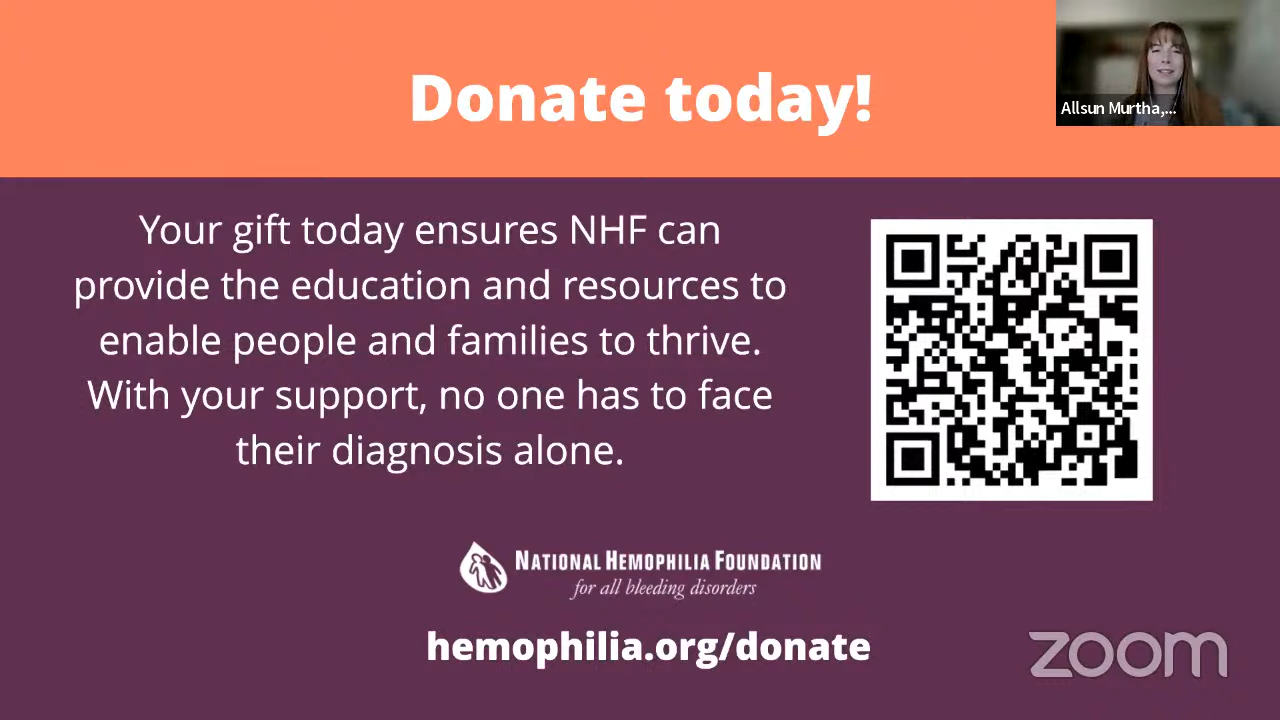 Donate today!
Allsun Murtha,...
Your gift today ensures NHF can
provide the education and resources to
enable people and families to thrive.
With your support, no one has to face
their diagnosis alone.
NATIONAL HEMOPHILIA FOUNDATION
for all bleeding disorders
hemophilia.org/donate
zoom